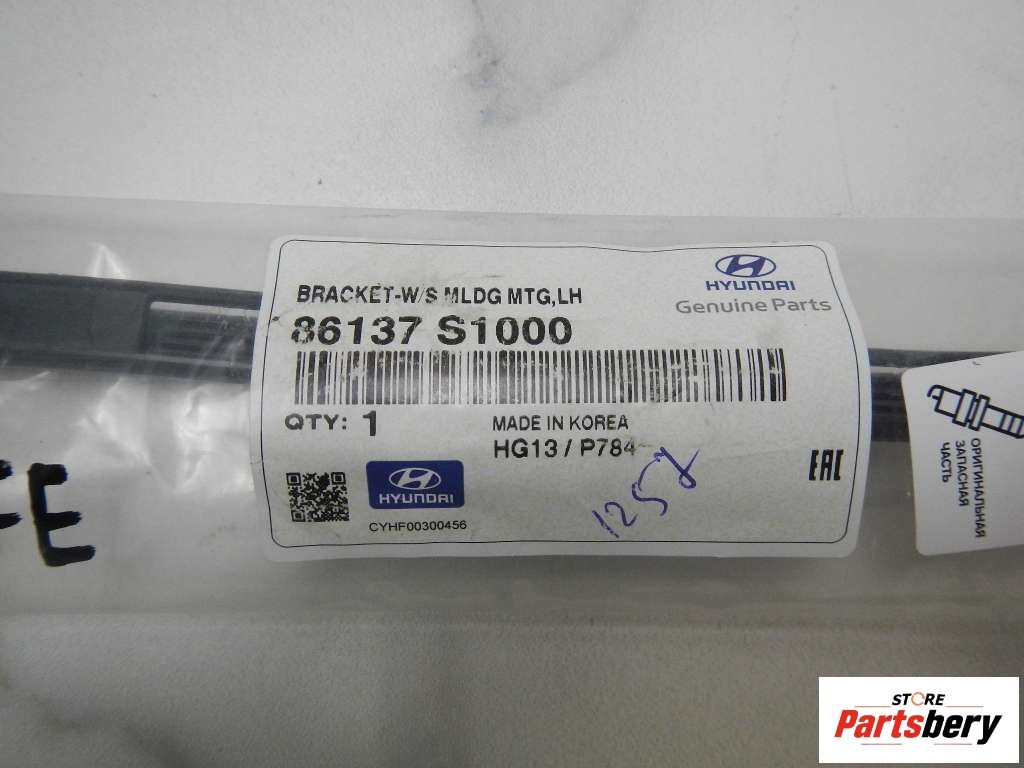 BRACKET-W/S MLDG MTG,LH
86137 S1000
HYUNDAI
Genuine Parts
QTY: 1
MADE IN KOREA
HG13 / P784
1258
EAC
HYUNDAI
CYHF00300456
FE
ОРИГИНАЛЬНАЯ
ЗАПАСНАЯ
ЧАСТЬ
STORE
Partsbery